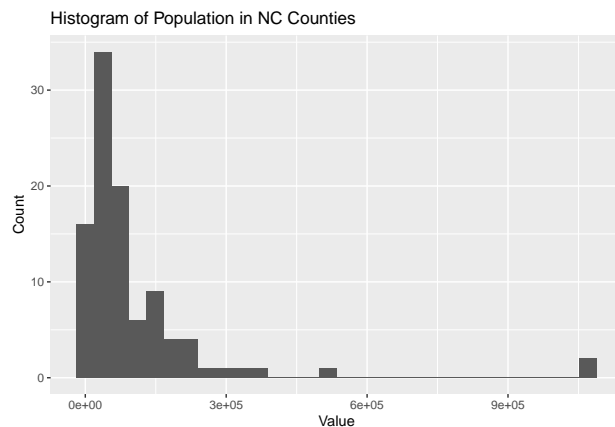 Histogram of Population in NC Counties
30
20
10
0
Count
0e+00 3e+05 6e+05 9e+05
Value